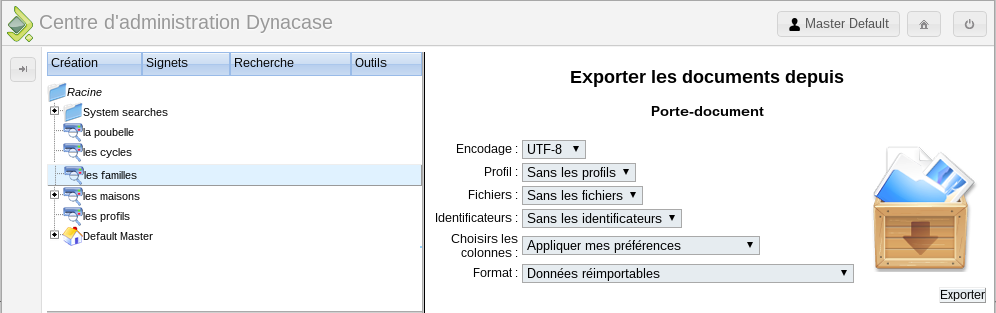 Centre d'administration Dynacase
Master Default
Création Signets Recherche Outils
Racine
System searches
la poubelle
les cycles
les familles
les maisons
les profils
Default Master
Exporter les documents depuis
Porte-document
Encodage : UTF-8
Profil : Sans les profils
Fichiers : Sans les fichiers
Identificateurs : Sans les identificateurs
Choisirs les
colonnes : Appliquer mes préférences
Format : Données réimportables
Exporter